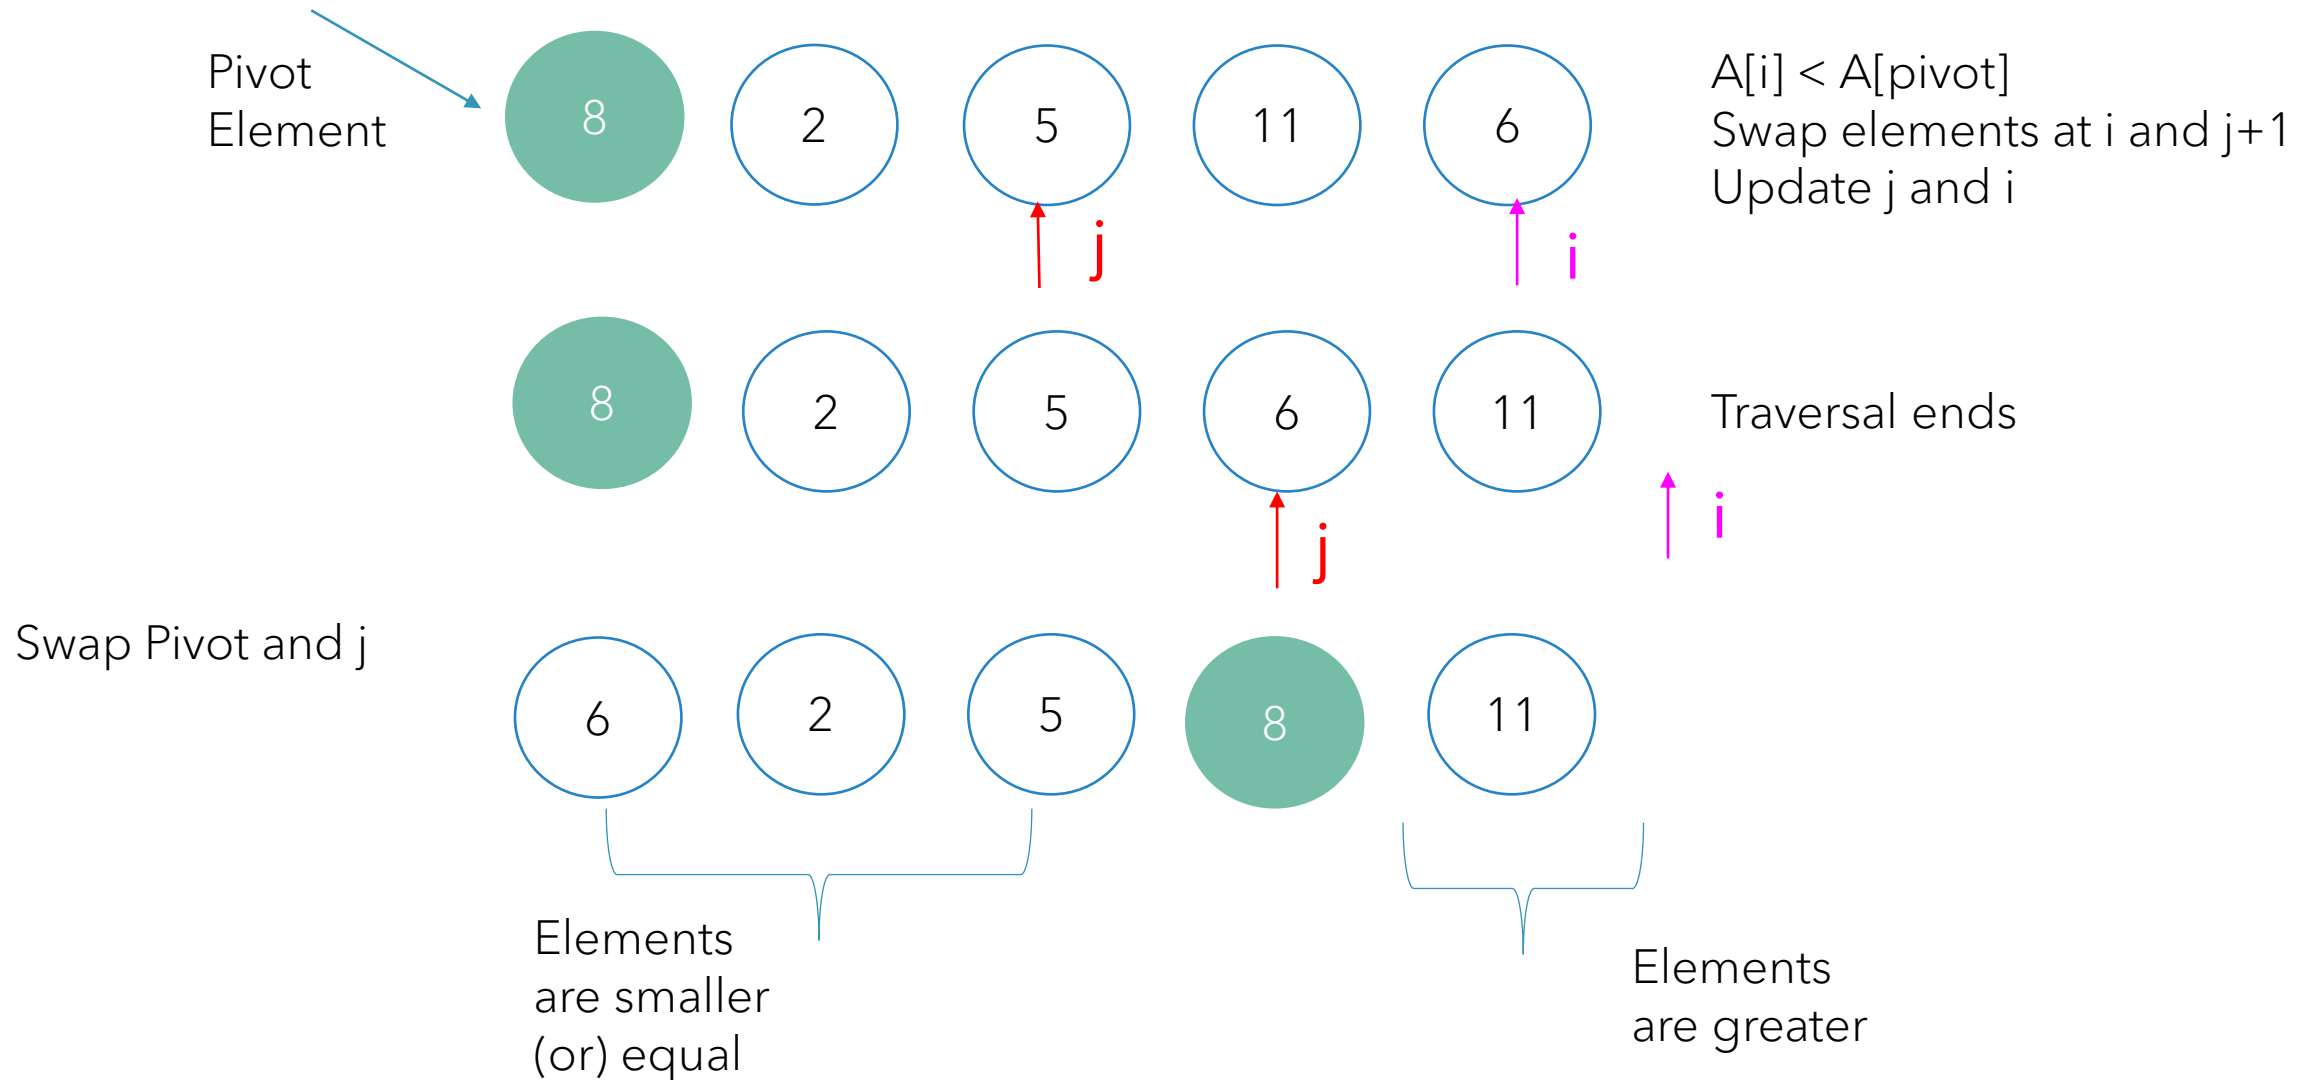 Pivot
Element
8
2
5
11
6
A[i] < A[pivot]
Swap elements at i and j+1
Update j and i
j
i
8
2
5
6
11
Traversal ends
j
i
Swap Pivot and j
6
2
5
8
11
Elements
are smaller
(or) equal
Elements
are greater